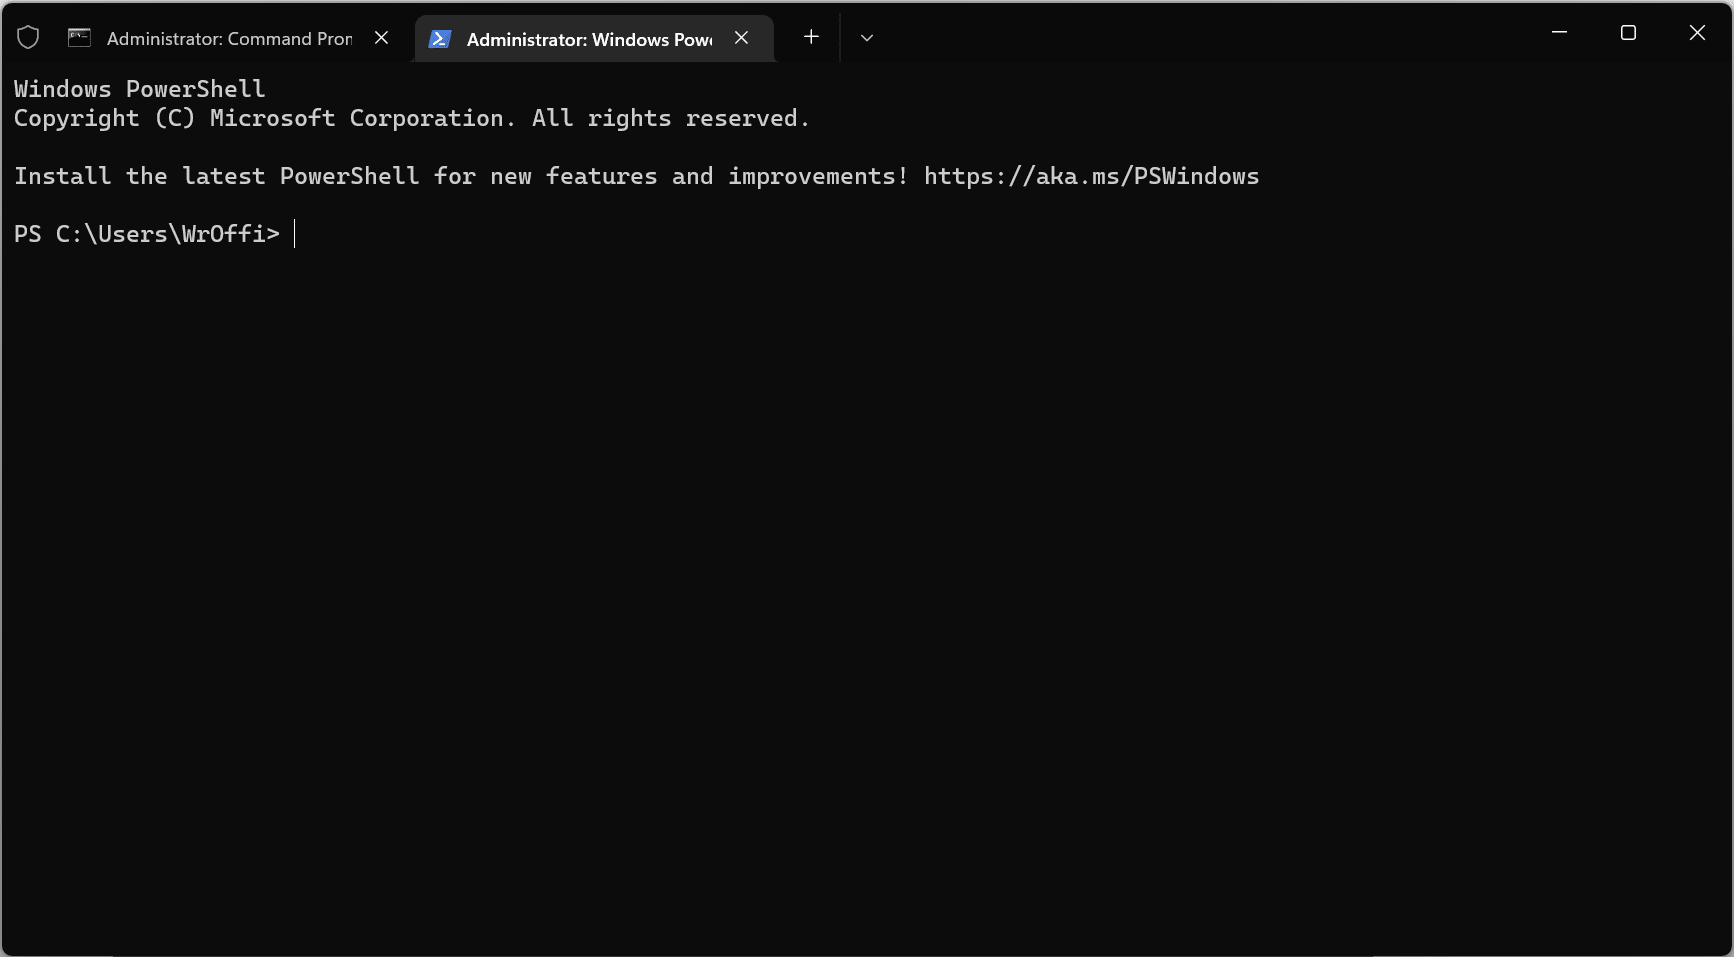 Administrator: Command Pron
Administrator: Windows Powe
Windows PowerShell
Copyright (C) Microsoft Corporation. All rights reserved.
Install the latest PowerShell for new features and improvements! https://aka.ms/PSWindows
PS C:\Users\WrOffi>